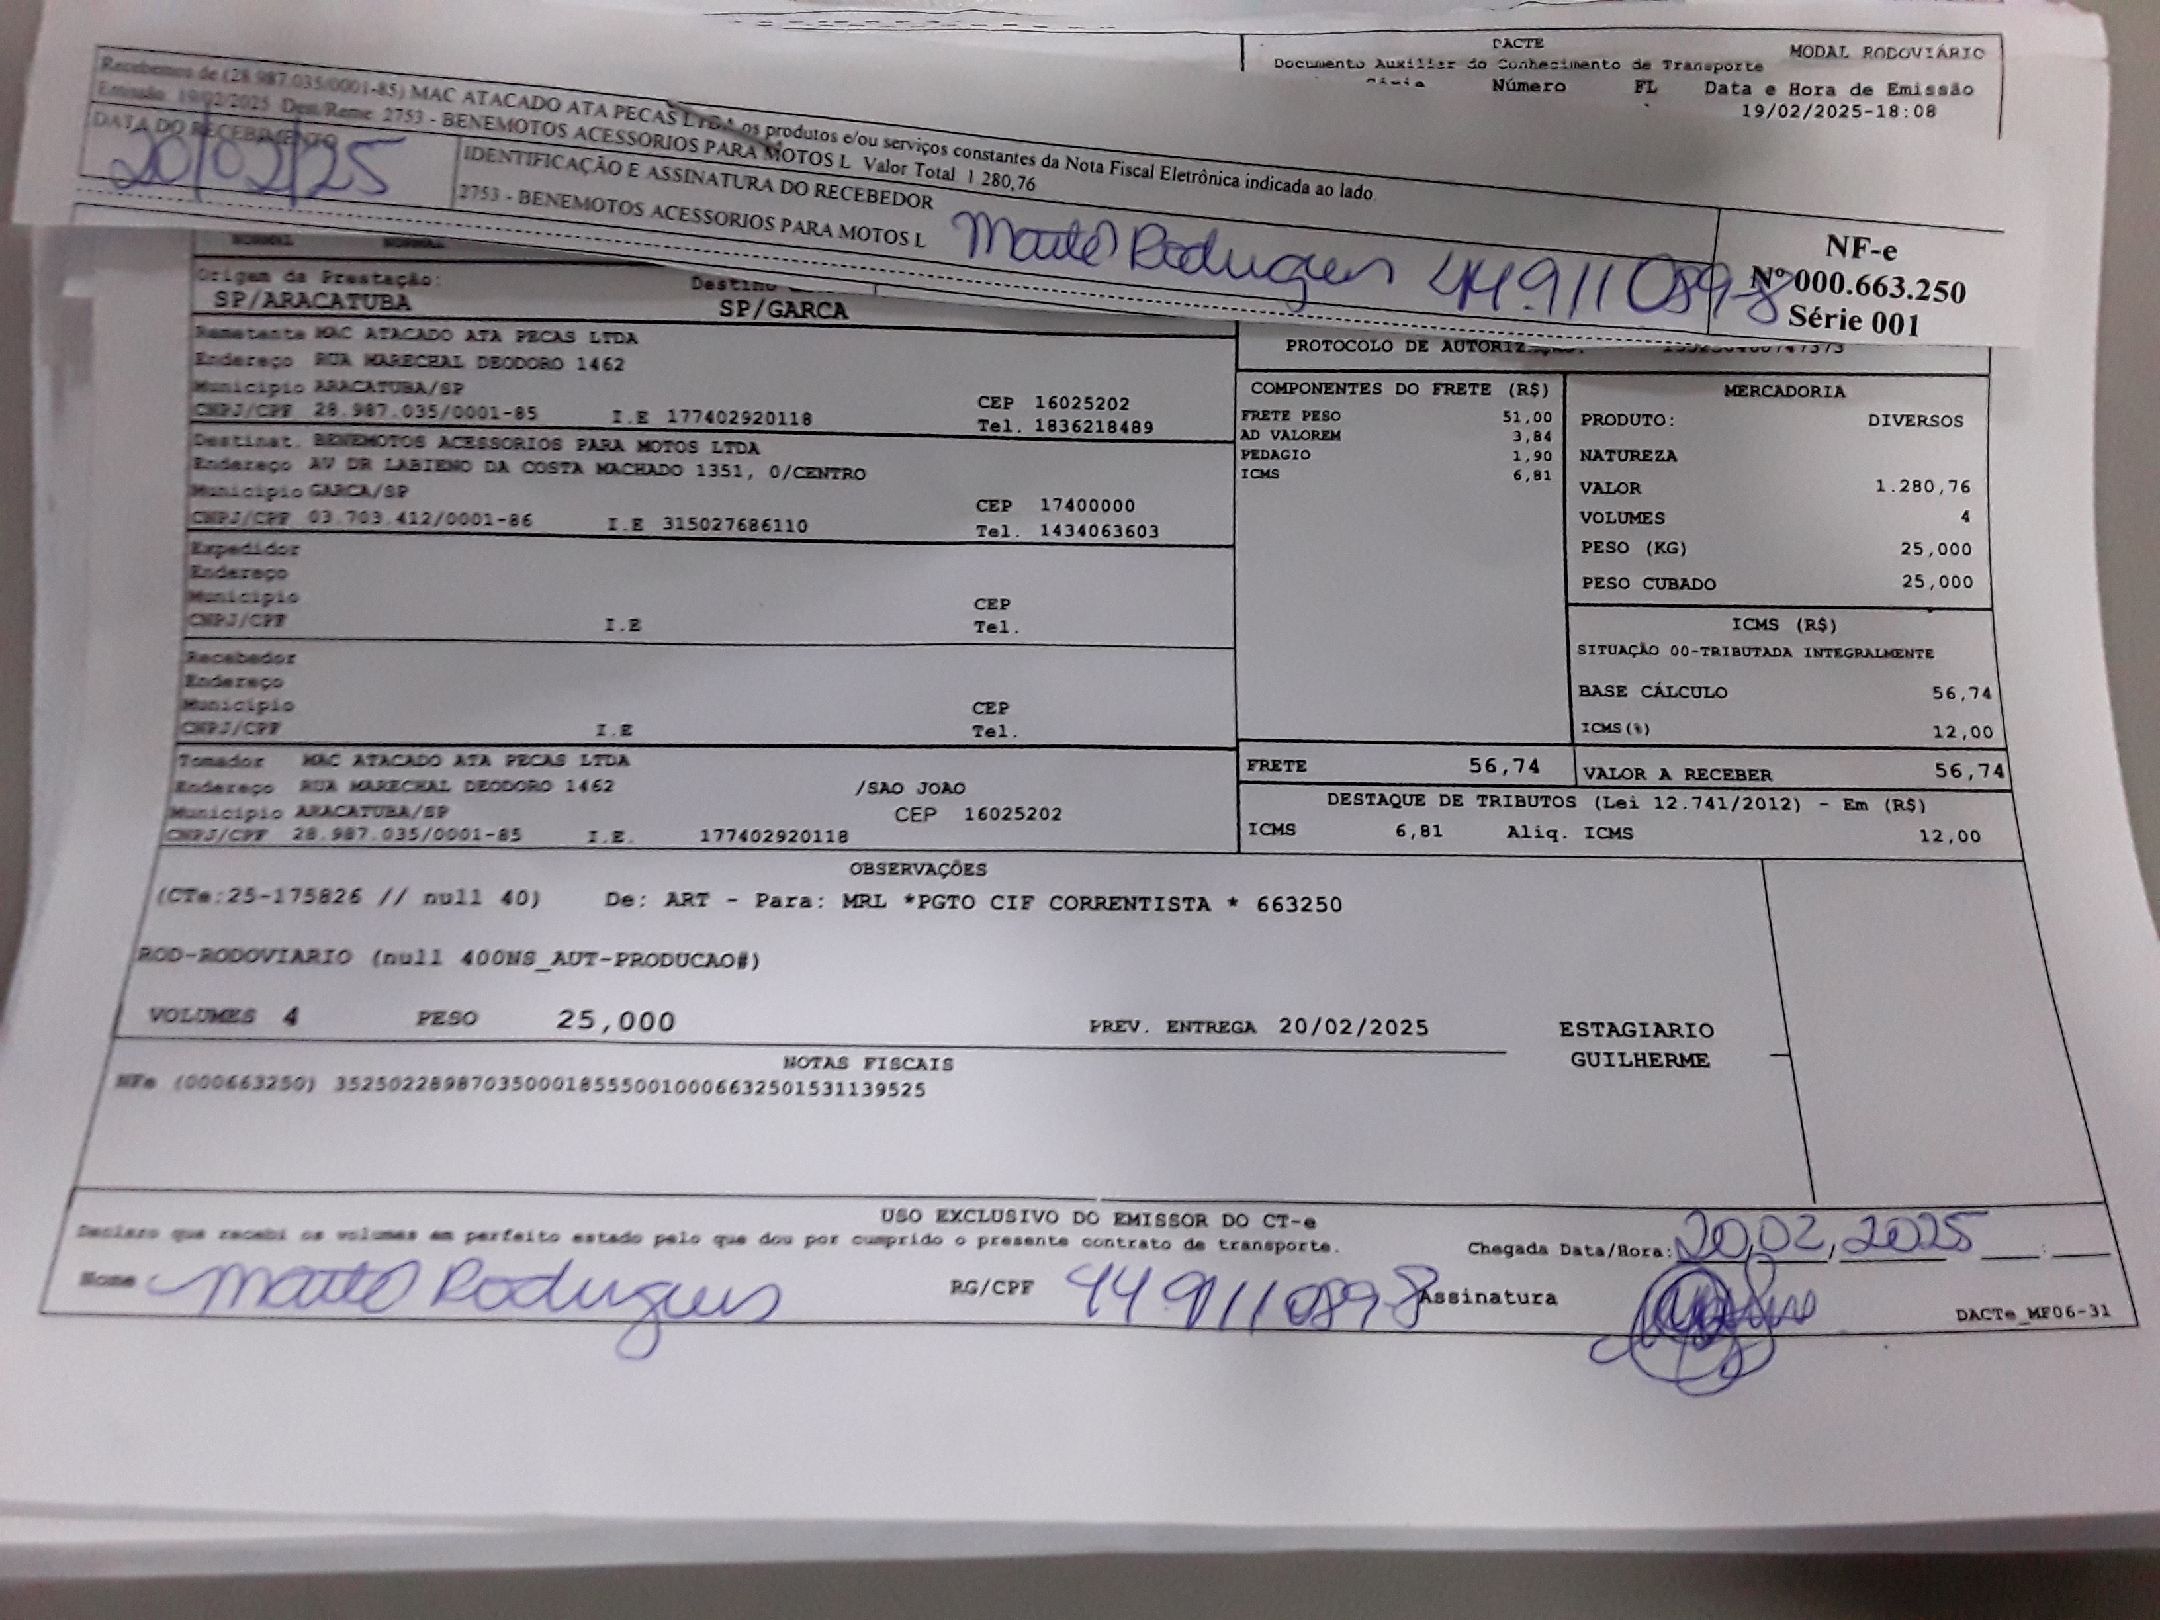 DACTE
MODAL RODOVIÁRIO
Documento Auxiliar do Conhecimento de Transporte
Número FL Data e Hora de Emissão
19/02/2025-18:08
Recebemos de (28.987.035/0001-85) MAC ATACADO ATA PECAS LTDA os produtos e/ou serviços constantes da Nota Fiscal Eletrônica indicada ao lado.
Emissão 19/02/2025 Dest/Reme 2753 - BENEMOTOS ACESSORIOS PARA MOTOS L Valor Total 1 280,76
DATA DO RECEBIMENTO
20/02/25
IDENTIFICAÇÃO E ASSINATURA DO RECEBEDOR
2753 - BENEMOTOS ACESSORIOS PARA MOTOS L
Rodrigues
NF-e
Nº 000.663.250
Série 001
NORMAL NORMAL
Origem da Prestação: Destino
SP/ARACATUBA SP/GARCA
Remetente MAC ATACADO ATA PECAS LTDA
Endereço RUA MARECHAL DEODORO 1462
Município ARACATUBA/SP CEP 16025202
CNPJ/CPF 28.987.035/0001-85 I.E 177402920118 Tel. 1836218489
Destinat. BENEMOTOS ACESSORIOS PARA MOTOS LTDA
Endereço AV DR LABIENO DA COSTA MACHADO 1351, 0/CENTRO
Município GARCA/SP CEP 17400000
CNPJ/CPF 03.703.412/0001-86 I.E 315027686110 Tel. 1434063603
Expedidor
Endereço
Município CEP
CNPJ/CPF I.E Tel.
Recebedor
Endereço
Município CEP
CNPJ/CPF I.E Tel.
Tomador MAC ATACADO ATA PECAS LTDA
Endereço RUA MARECHAL DEODORO 1462 /SAO JOAO
Município ARACATUBA/SP CEP 16025202
CNPJ/CPF 28.987.035/0001-85 I.E. 177402920118
PROTOCOLO DE
COMPONENTES DO FRETE (R$)
FRETE PESO 51,00
AD VALOREM 3,84
PEDAGIO 1,90
ICMS 6,81
MERCADORIA
PRODUTO: DIVERSOS
NATUREZA
VALOR 1.280,76
VOLUMES 4
PESO (KG) 25,000
PESO CUBADO 25,000
ICMS (R$)
SITUAÇÃO 00-TRIBUTADA INTEGRALMENTE
BASE CÁLCULO 56,74
ICMS(%) 12,00
FRETE 56,74 VALOR A RECEBER 56,74
DESTAQUE DE TRIBUTOS (Lei 12.741/2012) - Em (R$)
ICMS 6,81 Aliq. ICMS 12,00
OBSERVAÇÕES
(CTe:25-175826 // null 40) De: ART - Para: MRL *PGTO CIF CORRENTISTA * 663250
ROD-RODOVIARIO (null 400NS_AUT-PRODUCAO#)
VOLUMES 4 PESO 25,000 PREV. ENTREGA 20/02/2025
ESTAGIARIO
GUILHERME
NOTAS FISCAIS
NFe (000663250) 35250228987035000185550010006632501531139525
USO EXCLUSIVO DO EMISSOR DO CT-e
Declaro que recebi os volumes em perfeito estado pelo que dou por cumprido o presente contrato de transporte.
Chegada Data/Hora: 20,02,2025 :
Nome Rodrigues RG/CPF Assinatura
DACTe_MF06-31